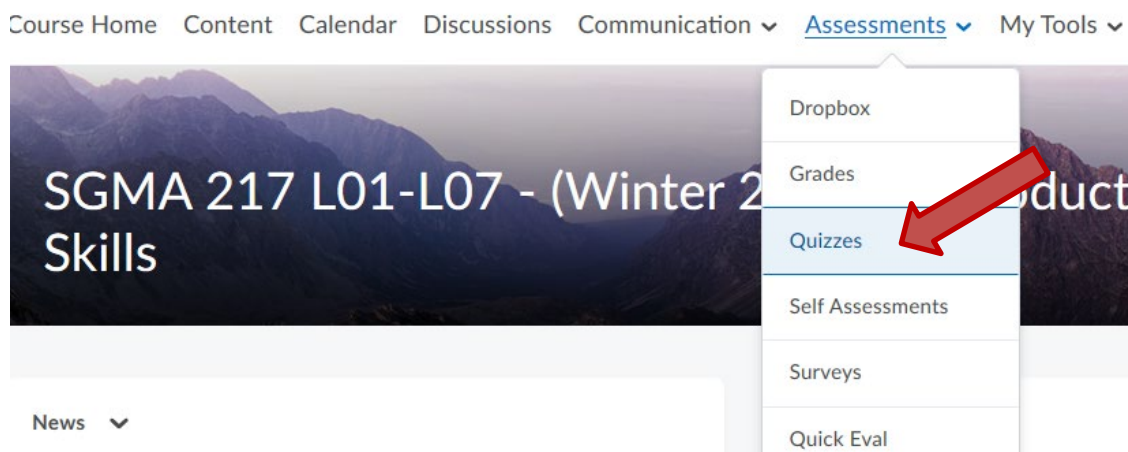 Course Home Content Calendar Discussions Communication Assessments My Tools
Dropbox
Grades
SGMA 217 L01-L07 - (Winter 2
Skills
Quizzes
Self Assessments
Surveys
News
Quick Eval